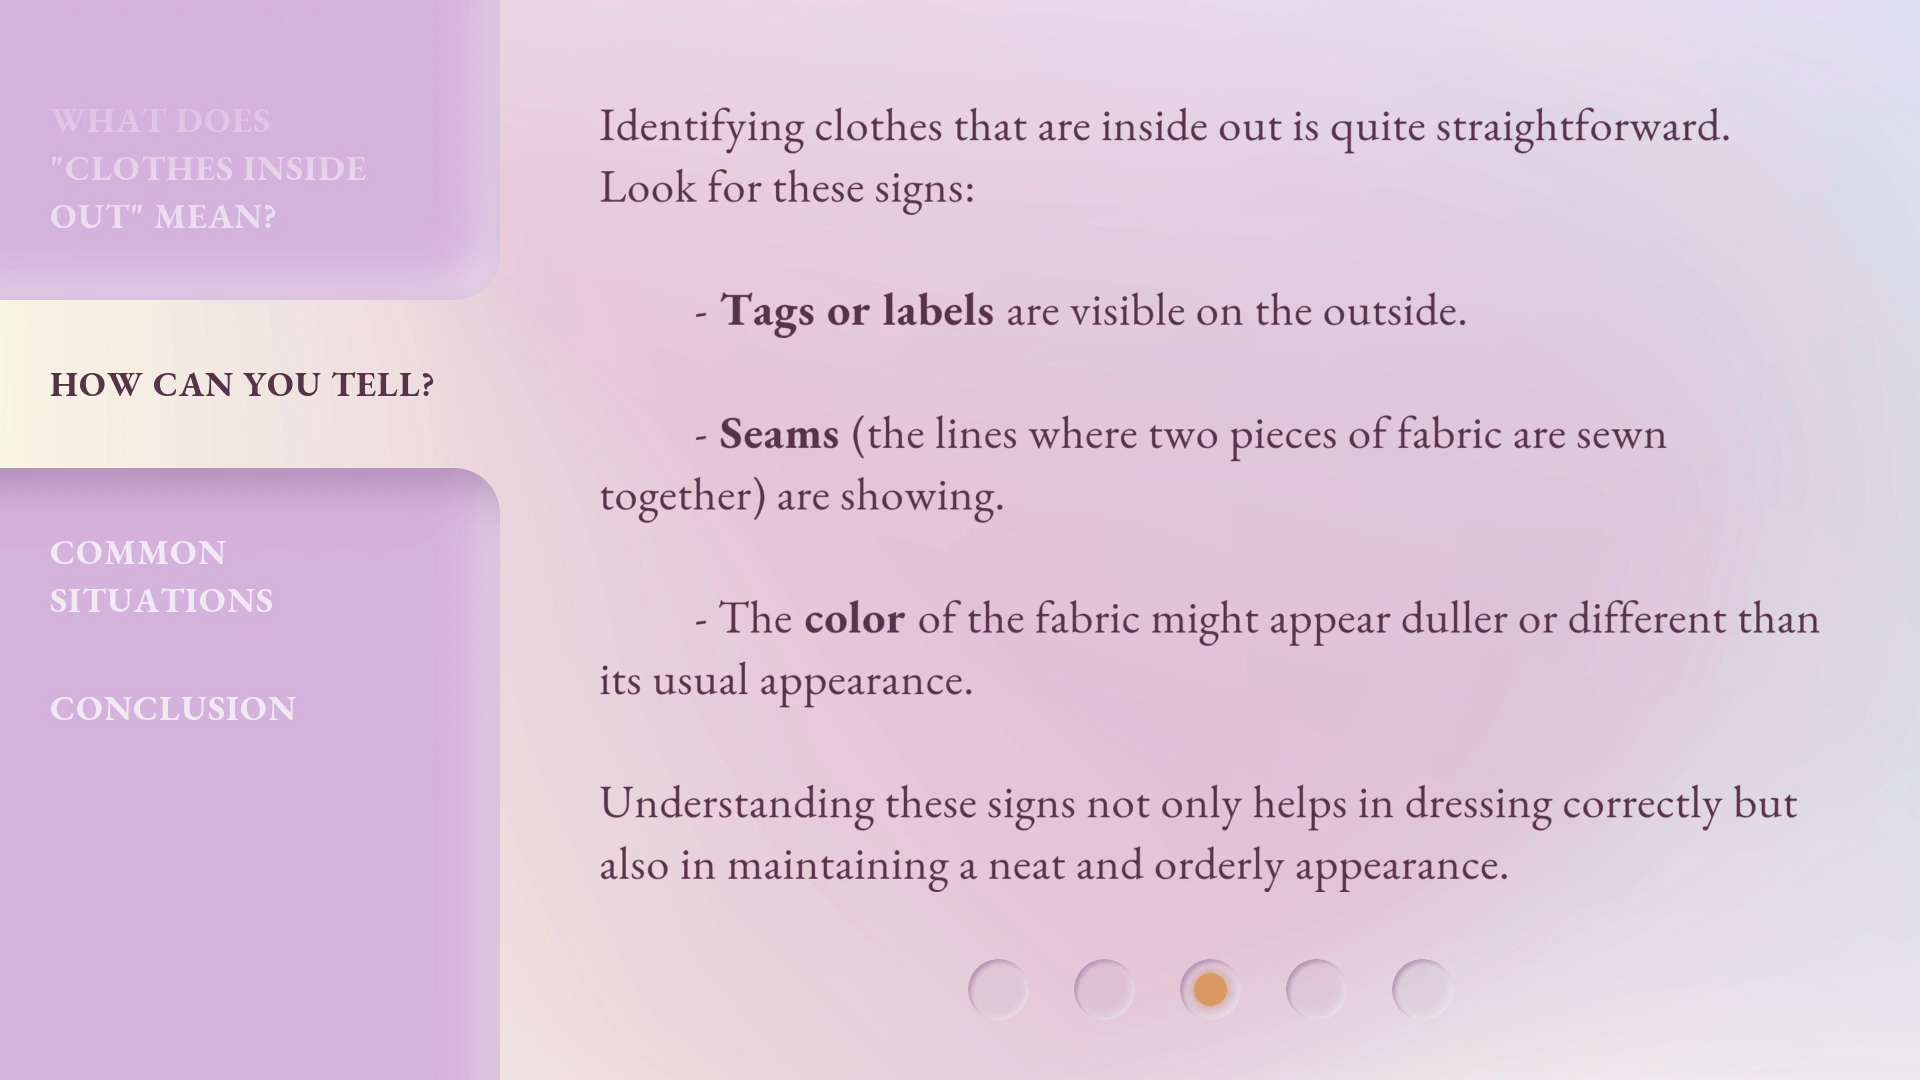 WHAT DOES
"CLOTHES INSIDE
OUT" MEAN?
HOW CAN YOU TELL?
COMMON
SITUATIONS
CONCLUSION
Identifying clothes that are inside out is quite straightforward.
Look for these signs:
- Tags or labels are visible on the outside.
- Seams (the lines where two pieces of fabric are sewn
together) are showing.
- The color of the fabric might appear duller or different than
its usual appearance.
Understanding these signs not only helps in dressing correctly but
also in maintaining a neat and orderly appearance.